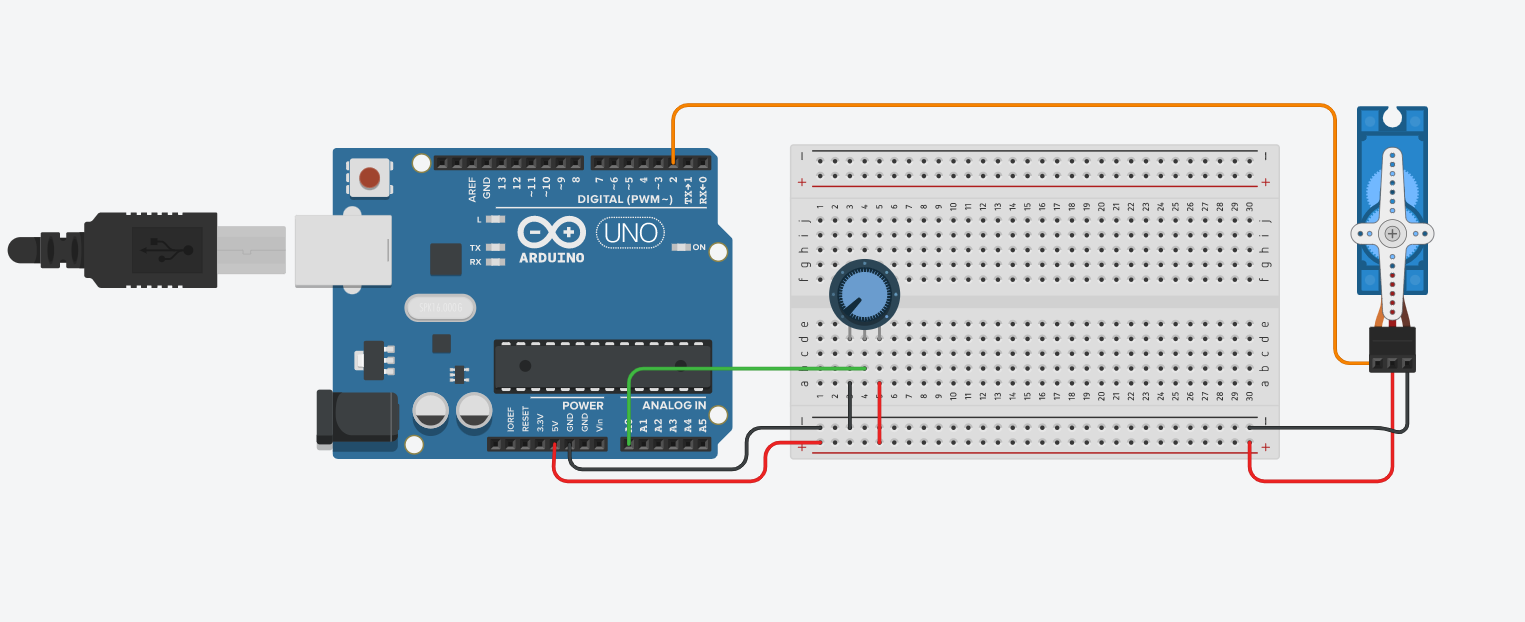 AREF
GND
13
12
~11
~10
~9
8
7
~6
~5
4
~3
2
TX→1
RX←0
DIGITAL (PWM~)
L
TX
RX
UNO
ON
ARDUINO
POWER
ANALOG IN
IOREF
RESET
3.3V
5V
GND
GND
Vin
A0
A1
A2
A3
A4
A5
− −
+ +
1 2 3 4 5 6 7 8 9 10 11 12 13 14 15 16 17 18 19 20 21 22 23 24 25 26 27 28 29 30
j j
i i
h h
g g
f f
e e
d d
c c
b b
a a
1 2 3 4 5 6 7 8 9 10 11 12 13 14 15 16 17 18 19 20 21 22 23 24 25 26 27 28 29 30
− −
+ +